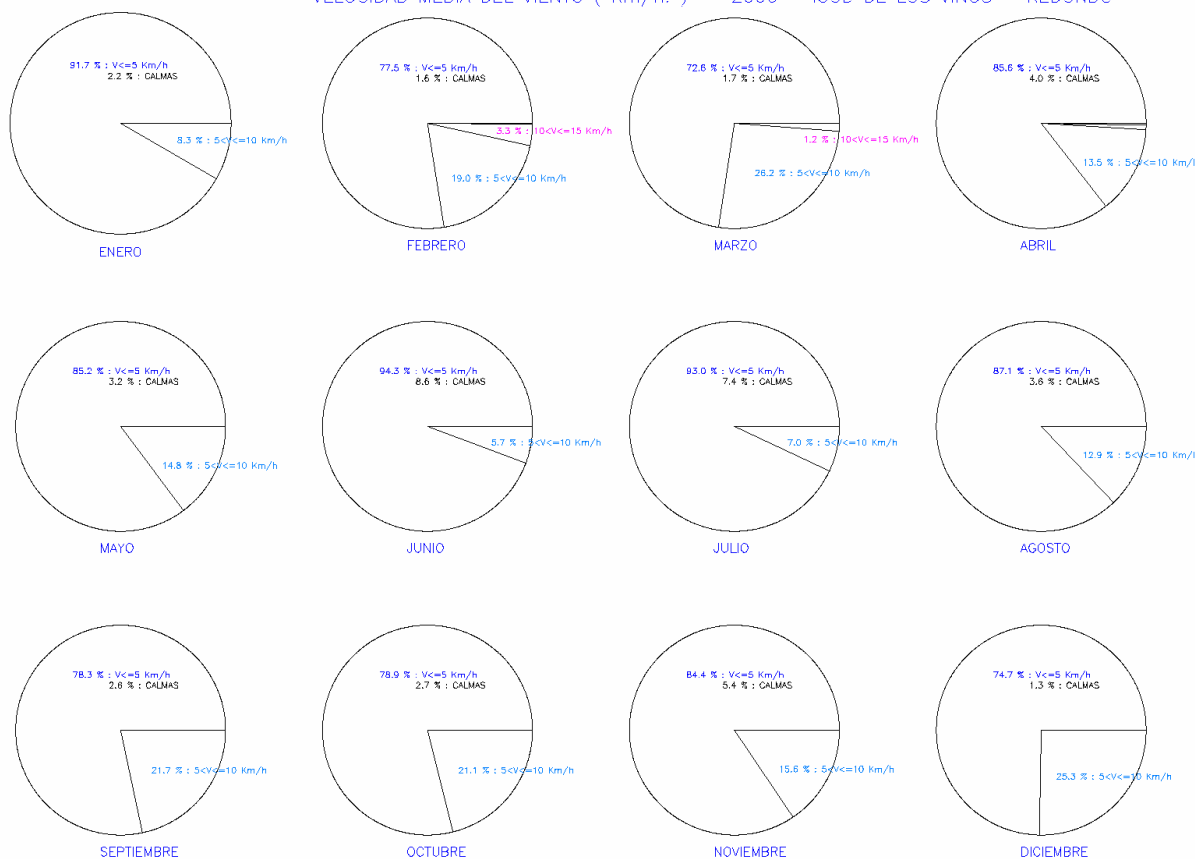 VELOCIDAD MEDIA DEL VIENTO ( Km/h. )
91.7 % : V<=5 Km/h
2.2 % : CALMAS
8.3 % : 5<V<=10 Km/h
ENERO
77.5 % : V<=5 Km/h
1.6 % : CALMAS
3.3 % : 10<V<=15 Km/h
19.0 % : 5<V<=10 Km/h
FEBRERO
72.6 % : V<=5 Km/h
1.7 % : CALMAS
1.2 % : 10<V<=15 Km/h
26.2 % : 5<V<=10 Km/h
MARZO
85.6 % : V<=5 Km/h
4.0 % : CALMAS
13.5 % : 5<V<=10 Km/
ABRIL
85.2 % : V<=5 Km/h
3.2 % : CALMAS
14.8 % : 5<V<=10 Km/h
MAYO
94.3 % : V<=5 Km/h
8.6 % : CALMAS
5.7 % : 5<V<=10 Km/h
JUNIO
93.0 % : V<=5 Km/h
7.4 % : CALMAS
7.0 % : 5<V<=10 Km/h
JULIO
87.1 % : V<=5 Km/h
3.6 % : CALMAS
12.9 % : 5<V<=10 Km/
AGOSTO
78.3 % : V<=5 Km/h
2.6 % : CALMAS
21.7 % : 5<V<=10 Km/h
SEPTIEMBRE
78.9 % : V<=5 Km/h
2.7 % : CALMAS
21.1 % : 5<V<=10 Km/h
OCTUBRE
84.4 % : V<=5 Km/h
5.4 % : CALMAS
15.6 % : 5<V<=10 Km/h
NOVIEMBRE
74.7 % : V<=5 Km/h
1.3 % : CALMAS
25.3 % : 5<V<=10 Km/h
DICIEMBRE